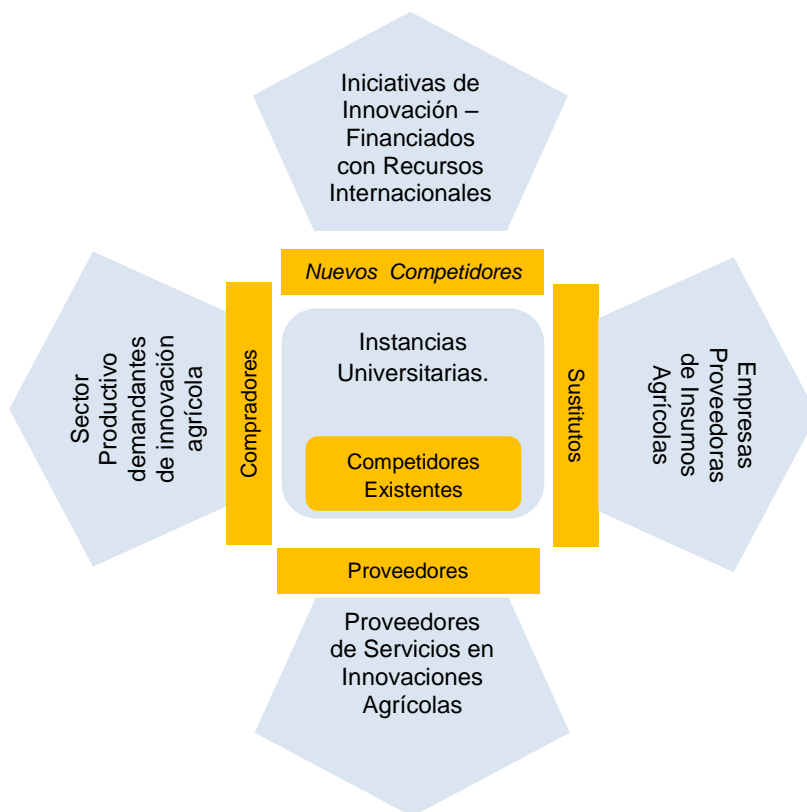 Iniciativas de
Innovación –
Financiados
con Recursos
Internacionales
Nuevos Competidores
Sector
Productivo
demandantes
de innovación
agrícola
Compradores
Instancias
Universitarias.
Competidores
Existentes
Sustitutos
Empresas
Proveedoras
de Insumos
Agrícolas
Proveedores
Proveedores
de Servicios en
Innovaciones
Agrícolas